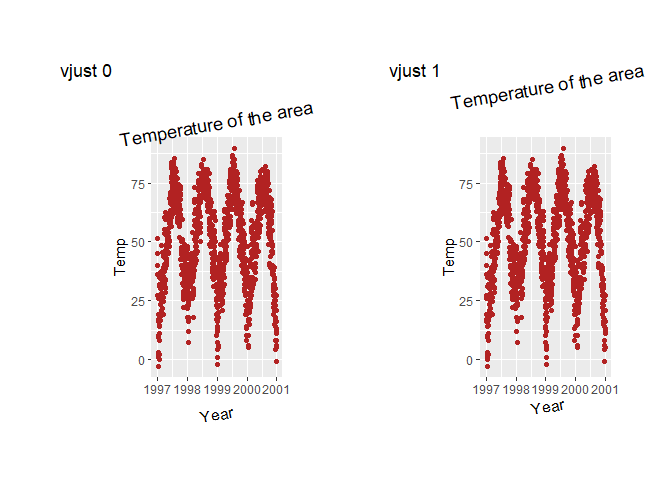 vjust 0
Temperature of the area
75
50
25
0
Temp
1997 1998 1999 2000 2001
Year
vjust 1
Temperature of the area
75
50
25
0
Temp
1997 1998 1999 2000 2001
Year